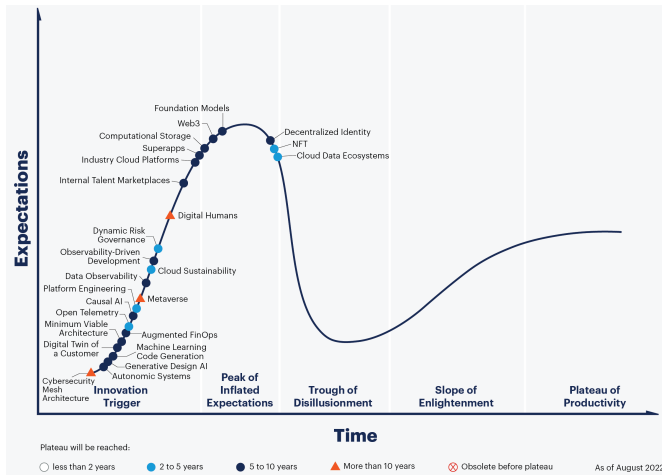 Expectations
Foundation Models
Web3
Computational Storage
Superapps
Industry Cloud Platforms
Internal Talent Marketplaces
Decentralized Identity
NFT
Cloud Data Ecosystems
Digital Humans
Dynamic Risk
Governance
Observability-Driven
Development
Cloud Sustainability
Data Observability
Platform Engineering
Metaverse
Causal AI
Open Telemetry
Minimum Viable
Architecture
Augmented FinOps
Digital Twin of
a Customer
Machine Learning
Code Generation
Generative Design AI
Autonomic Systems
Cybersecurity
Mesh
Architecture
Innovation
Trigger
Peak of
Inflated
Expectations
Trough of
Disillusionment
Slope of
Enlightenment
Plateau of
Productivity
Time
Plateau will be reached:
less than 2 years
2 to 5 years
5 to 10 years
More than 10 years
Obsolete before plateau
As of August 2022